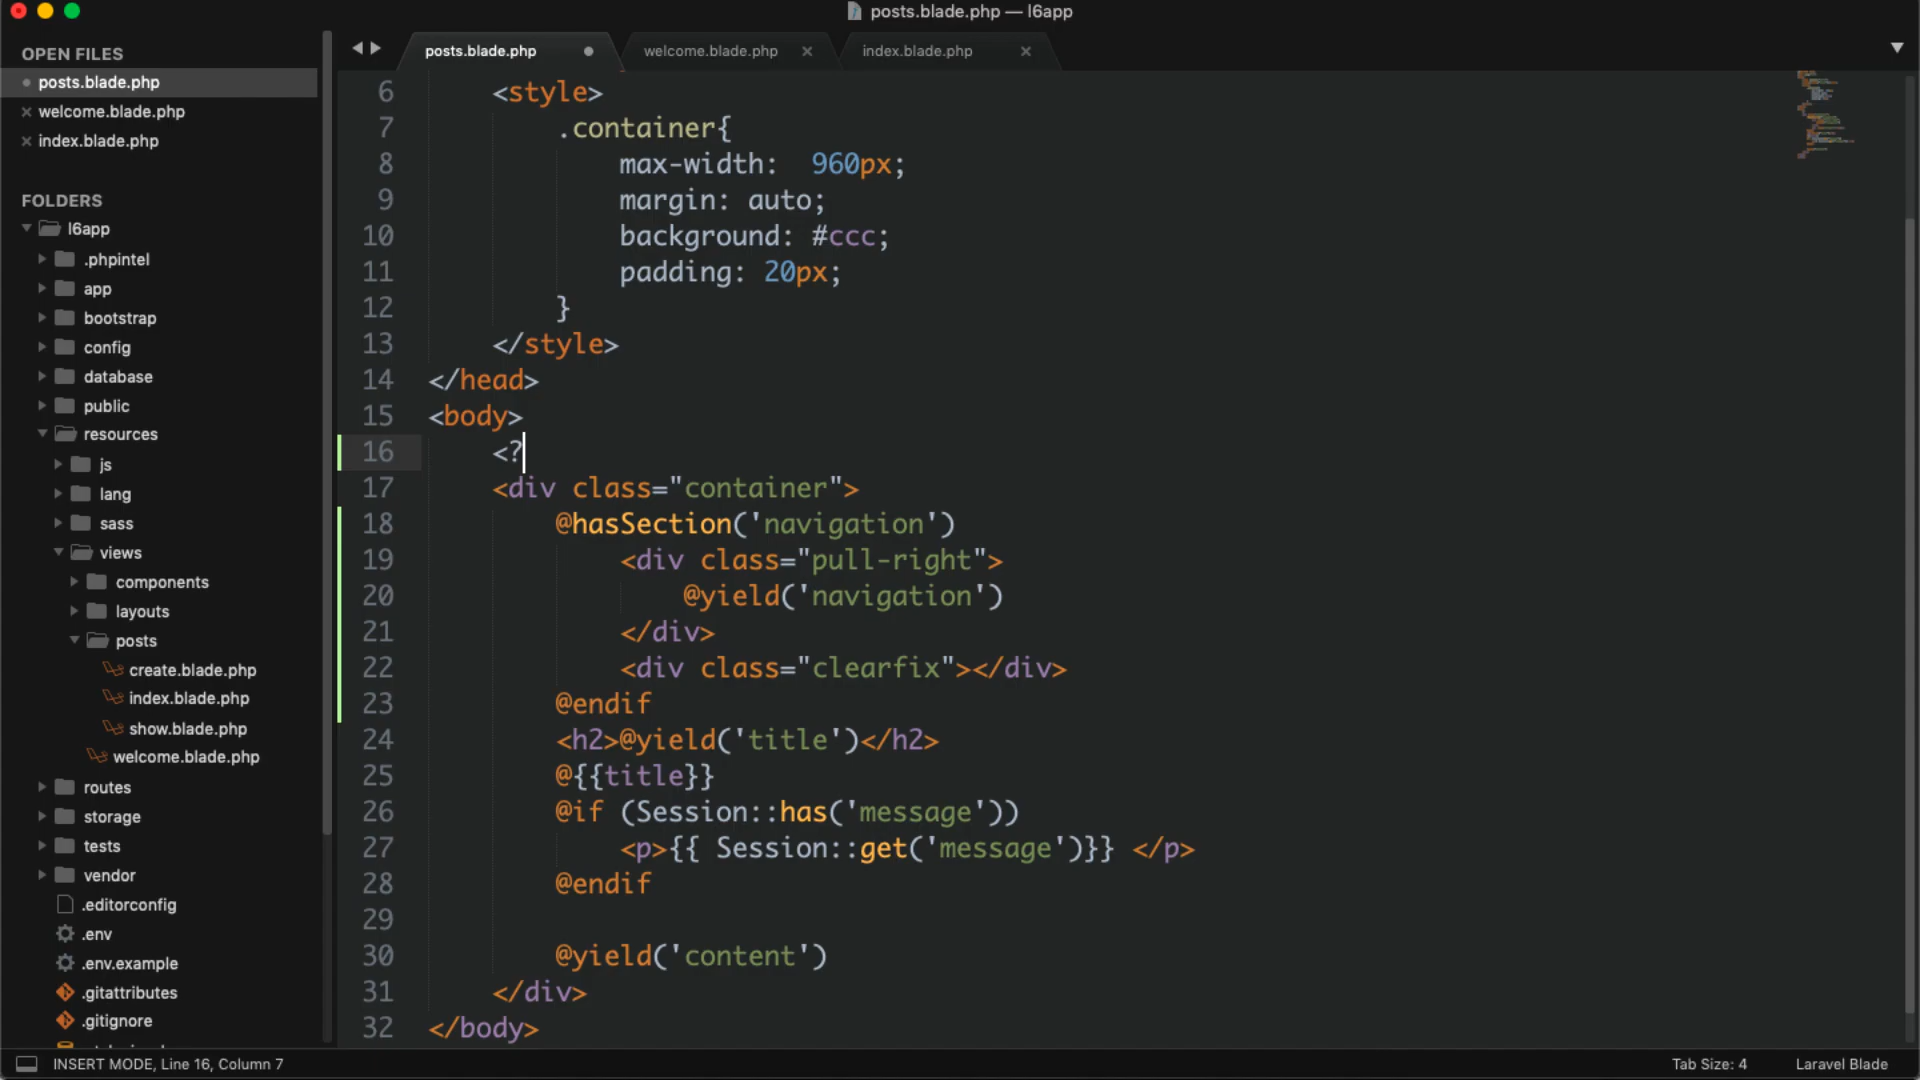 posts.blade.php — l6app
OPEN FILES
posts.blade.php
welcome.blade.php
index.blade.php
FOLDERS
l6app
.phpintel
app
bootstrap
config
database
public
resources
js
lang
sass
views
components
layouts
posts
create.blade.php
index.blade.php
show.blade.php
welcome.blade.php
routes
storage
tests
vendor
.editorconfig
.env
.env.example
.gitattributes
.gitignore
posts.blade.php
welcome.blade.php
index.blade.php
6 <style>
7 .container{
8 max-width:  960px;
9 margin: auto;
10 background: #ccc;
11 padding: 20px;
12 }
13 </style>
14 </head>
15 <body>
16 <?
17 <div class="container">
18 @hasSection('navigation')
19 <div class="pull-right">
20 @yield('navigation')
21 </div>
22 <div class="clearfix"></div>
23 @endif
24 <h2>@yield('title')</h2>
25 @{{title}}
26 @if (Session::has('message'))
27 <p>{{ Session::get('message')}} </p>
28 @endif
29
30 @yield('content')
31 </div>
32 </body>
INSERT MODE, Line 16, Column 7
Tab Size: 4
Laravel Blade